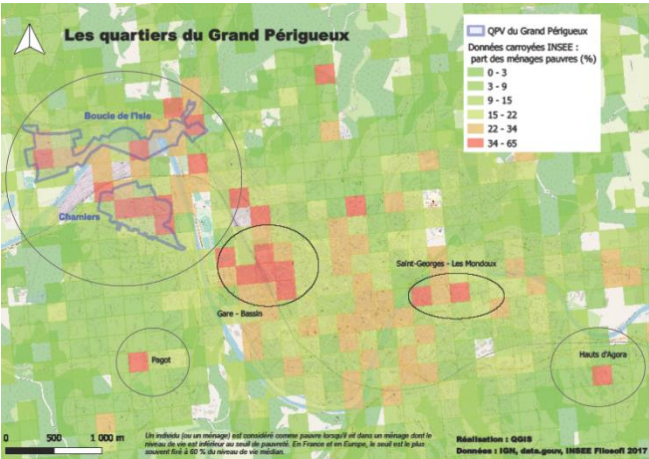 Les quartiers du Grand Périgueux
QPV du Grand Périgueux
Données carroyées INSEE :
part des ménages pauvres (%)
0 - 3
3 - 9
9 - 15
15 - 22
22 - 34
34 - 65
Boucle de l'Isle
Chamiers
Saint-Georges - Les Mondoux
Gare - Bassin
Pagot
Hauts d'Agora
0 500 1 000 m
Un individu (ou un ménage) est considéré comme pauvre lorsqu'il vit dans un ménage dont le
niveau de vie est inférieur au seuil de pauvreté. En France et en Europe, le seuil est le plus
souvent fixé à 60 % du niveau de vie médian.
Réalisation : QGIS
Données : IGN, data.gouv, INSEE Filosofi 2017